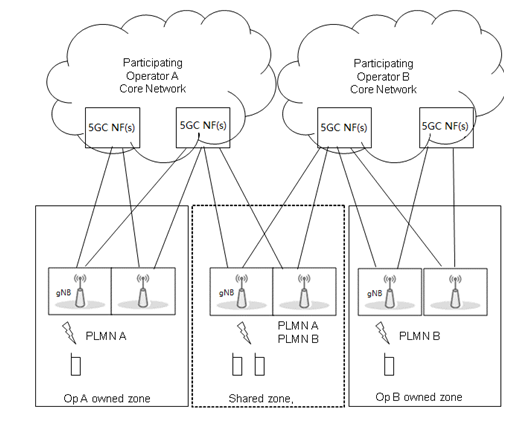 Participating
Operator A
Core Network
Participating
Operator B
Core Network
5GC NF(s)
5GC NF(s)
5GC NF(s)
5GC NF(s)
gNB
gNB
gNB
PLMN A
PLMN A
PLMN B
PLMN B
Op A owned zone
Shared zone.
Op B owned zone